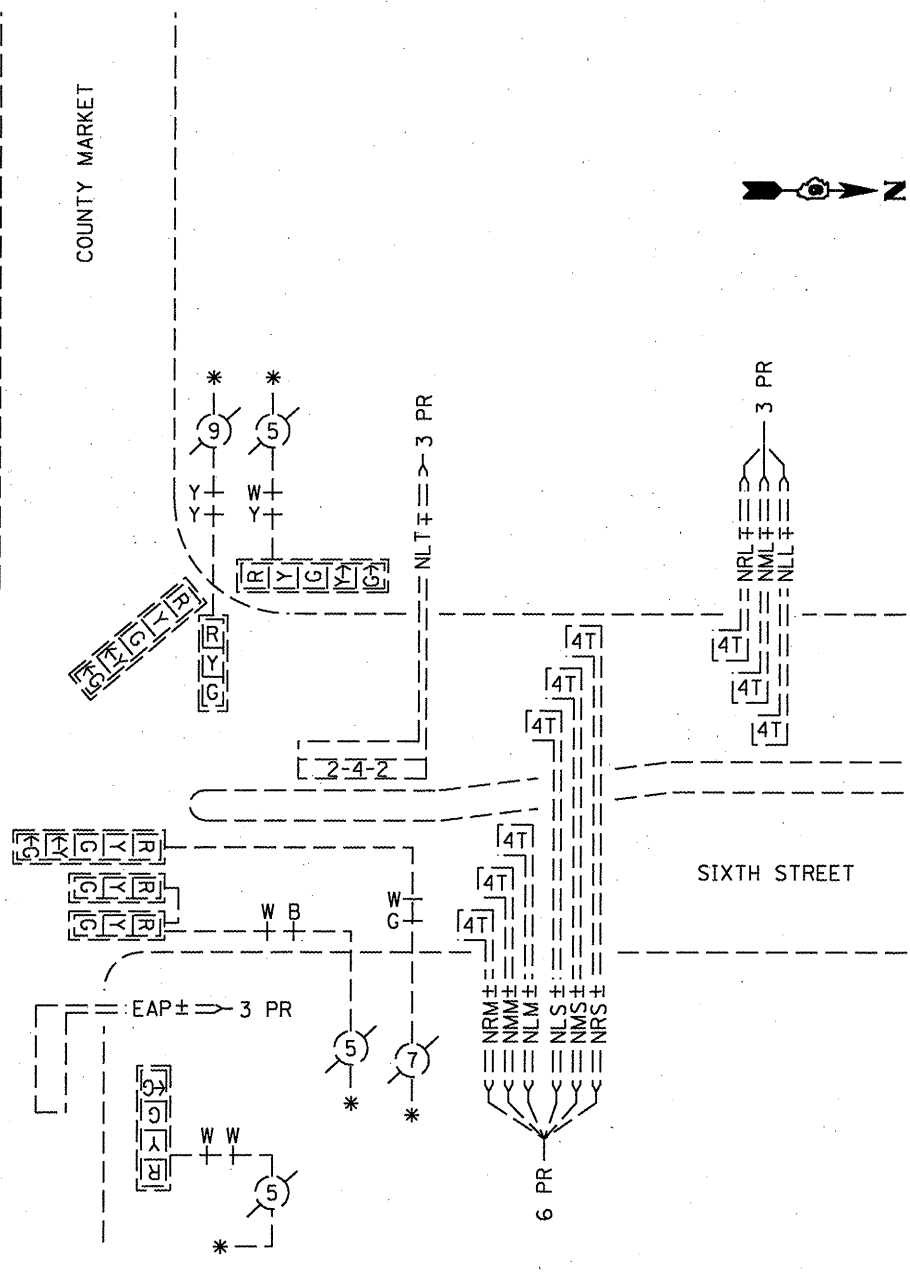 COUNTY MARKET
N
*
*
9
5
Y
Y
W
Y
3 PR
3 PR
NLT ±
NRL ±
NML ±
NLL ±
R Y G Y G
R Y G Y G
R
Y
G
4T
4T
4T
4T
4T
4T
2-4-2
R Y G Y G
R Y G
R Y G
4T
4T
4T
SIXTH STREET
W
G
W B
NRM ±
NMM ±
NLM ±
NLS ±
NMS ±
NRS ±
EAP ±
3 PR
5
7
*
*
R Y G G
W W
5
*
6 PR